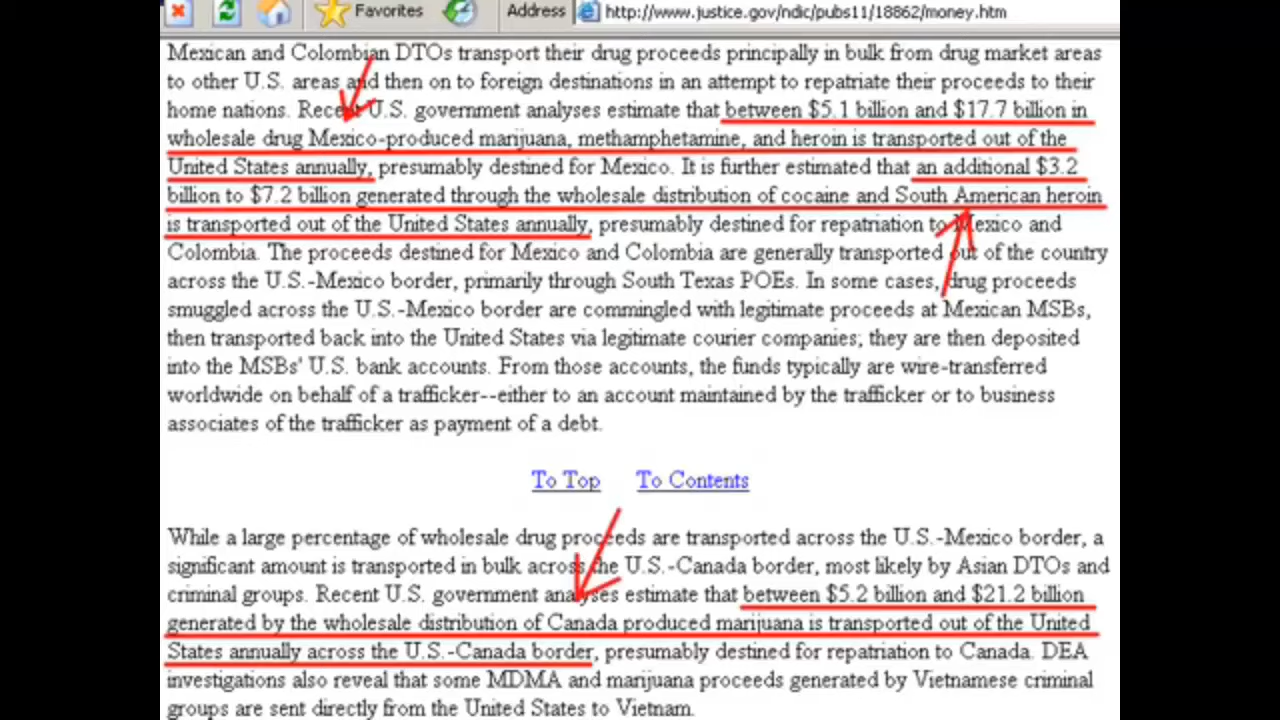 Favorites Address http://www.justice.gov/ndic/pubs11/18862/money.htm
Mexican and Colombian DTOs transport their drug proceeds principally in bulk from drug market areas
to other U.S. areas and then on to foreign destinations in an attempt to repatriate their proceeds to their
home nations. Recent U.S. government analyses estimate that between $5.1 billion and $17.7 billion in
wholesale drug Mexico-produced marijuana, methamphetamine, and heroin is transported out of the
United States annually, presumably destined for Mexico. It is further estimated that an additional $3.2
billion to $7.2 billion generated through the wholesale distribution of cocaine and South American heroin
is transported out of the United States annually, presumably destined for repatriation to Mexico and
Colombia. The proceeds destined for Mexico and Colombia are generally transported out of the country
across the U.S.-Mexico border, primarily through South Texas POEs. In some cases, drug proceeds
smuggled across the U.S.-Mexico border are commingled with legitimate proceeds at Mexican MSBs,
then transported back into the United States via legitimate courier companies; they are then deposited
into the MSBs' U.S. bank accounts. From those accounts, the funds typically are wire-transferred
worldwide on behalf of a trafficker--either to an account maintained by the trafficker or to business
associates of the trafficker as payment of a debt.
To Top To Contents
While a large percentage of wholesale drug proceeds are transported across the U.S.-Mexico border, a
significant amount is transported in bulk across the U.S.-Canada border, most likely by Asian DTOs and
criminal groups. Recent U.S. government analyses estimate that between $5.2 billion and $21.2 billion
generated by the wholesale distribution of Canada produced marijuana is transported out of the United
States annually across the U.S.-Canada border, presumably destined for repatriation to Canada. DEA
investigations also reveal that some MDMA and marijuana proceeds generated by Vietnamese criminal
groups are sent directly from the United States to Vietnam.